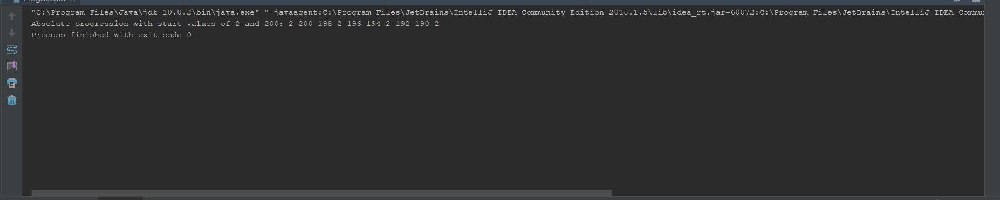 Progression
"C:\Program Files\Java\jdk-10.0.2\bin\java.exe" "-javaagent:C:\Program Files\JetBrains\IntelliJ IDEA Community Edition 2018.1.5\lib\idea_rt.jar=60072:C:\Program Files\JetBrains\IntelliJ IDEA
Absolute progression with start values of 2 and 200: 2 200 198 2 196 194 2 192 190 2
Process finished with exit code 0